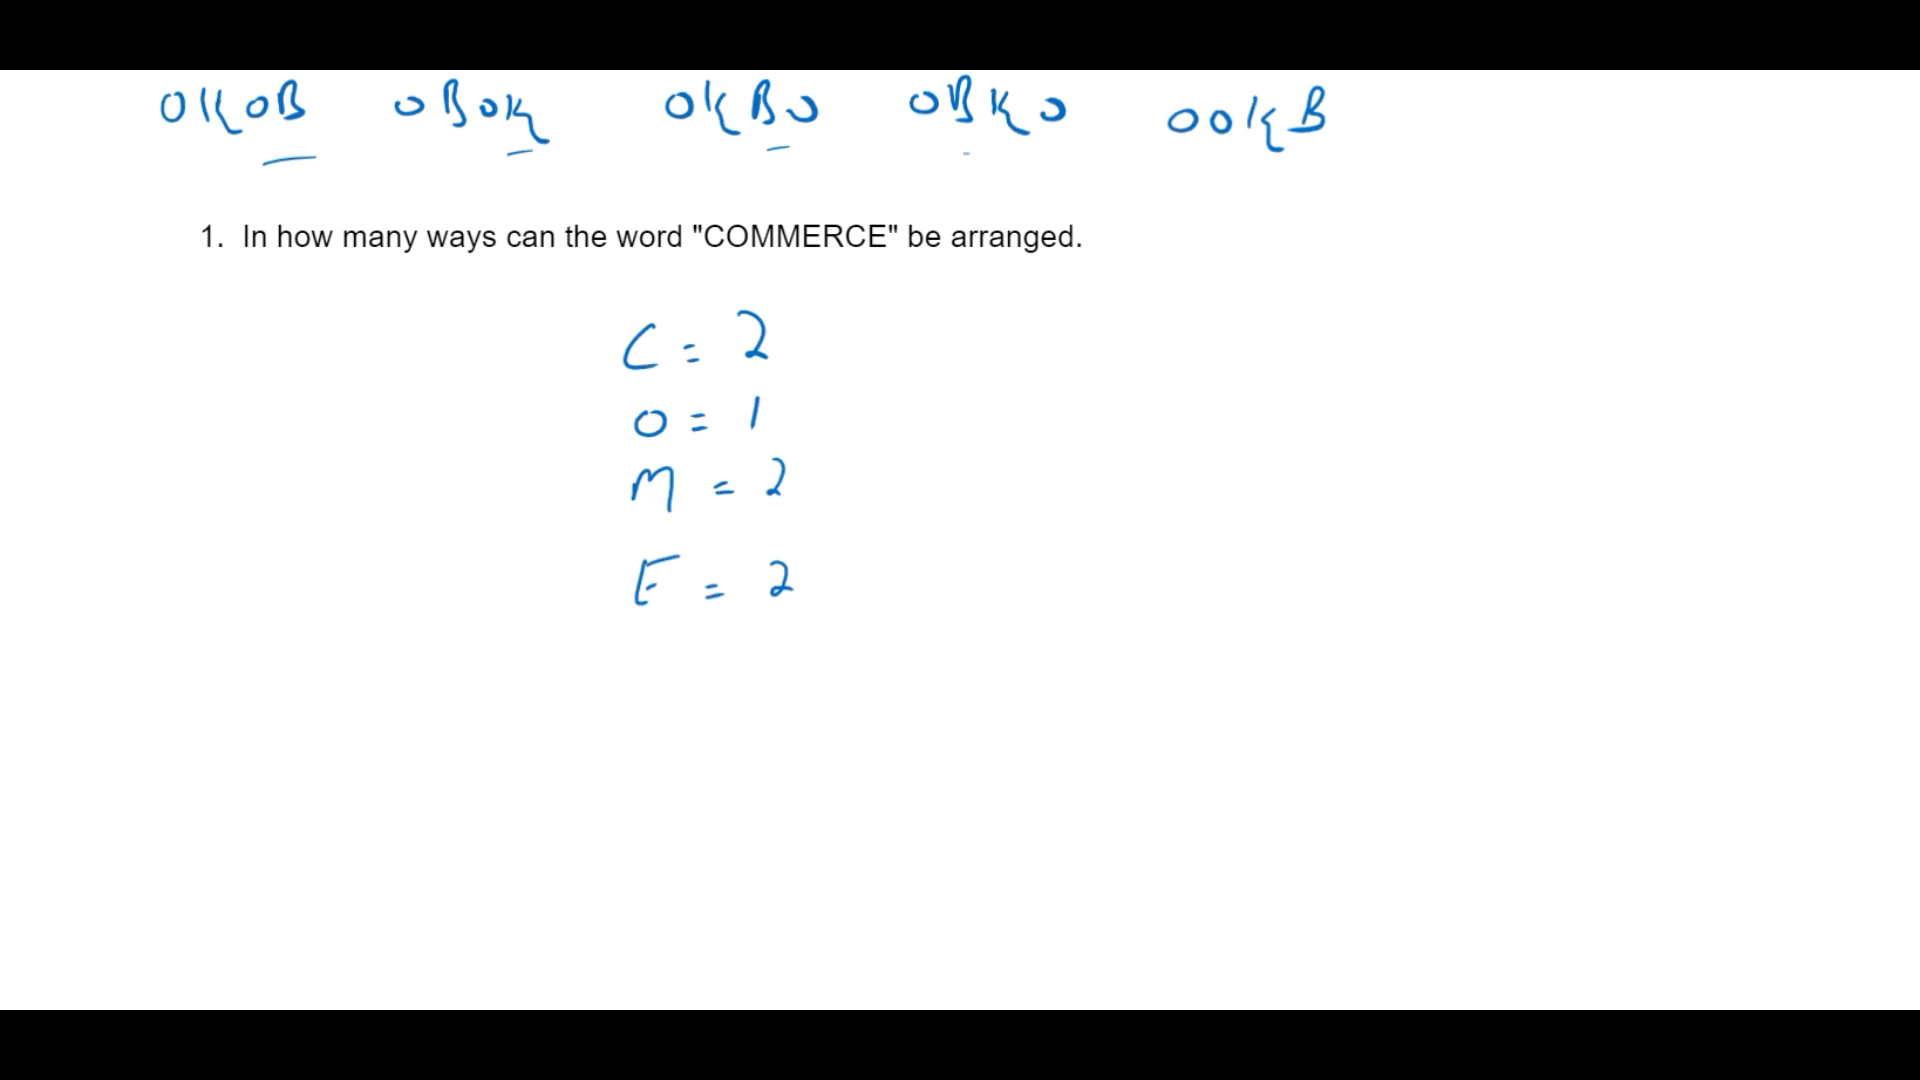 OKOB OBOK OKBO OBKO OOKB
1. In how many ways can the word "COMMERCE" be arranged.
C = 2
O = 1
M = 2
E = 2